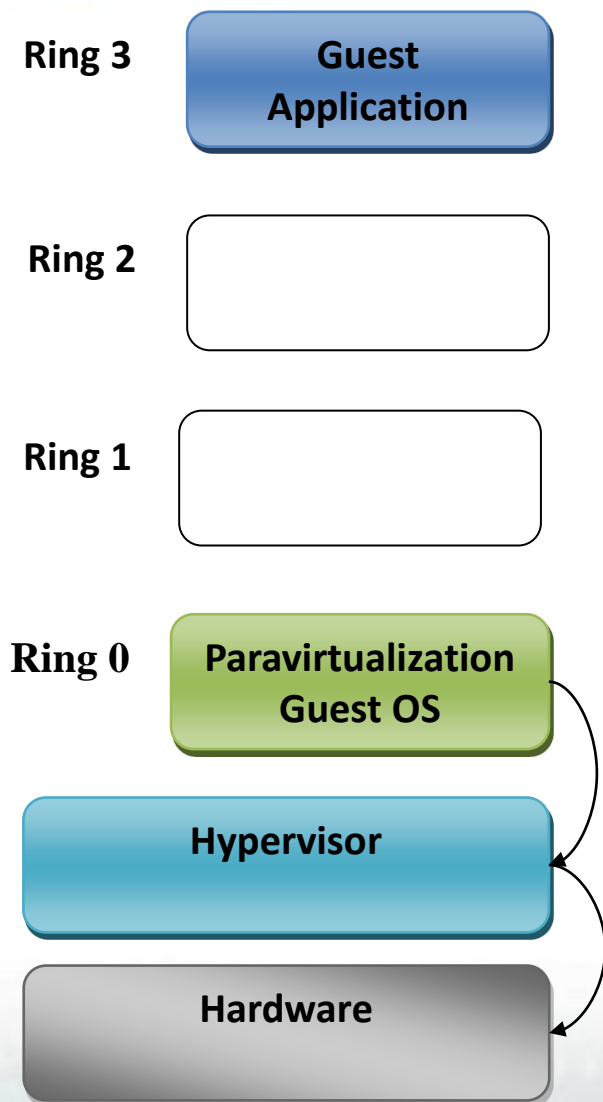 Ring 3
Guest
Application
Ring 2
Ring 1
Ring 0
Paravirtualization
Guest OS
Hypervisor
Hardware